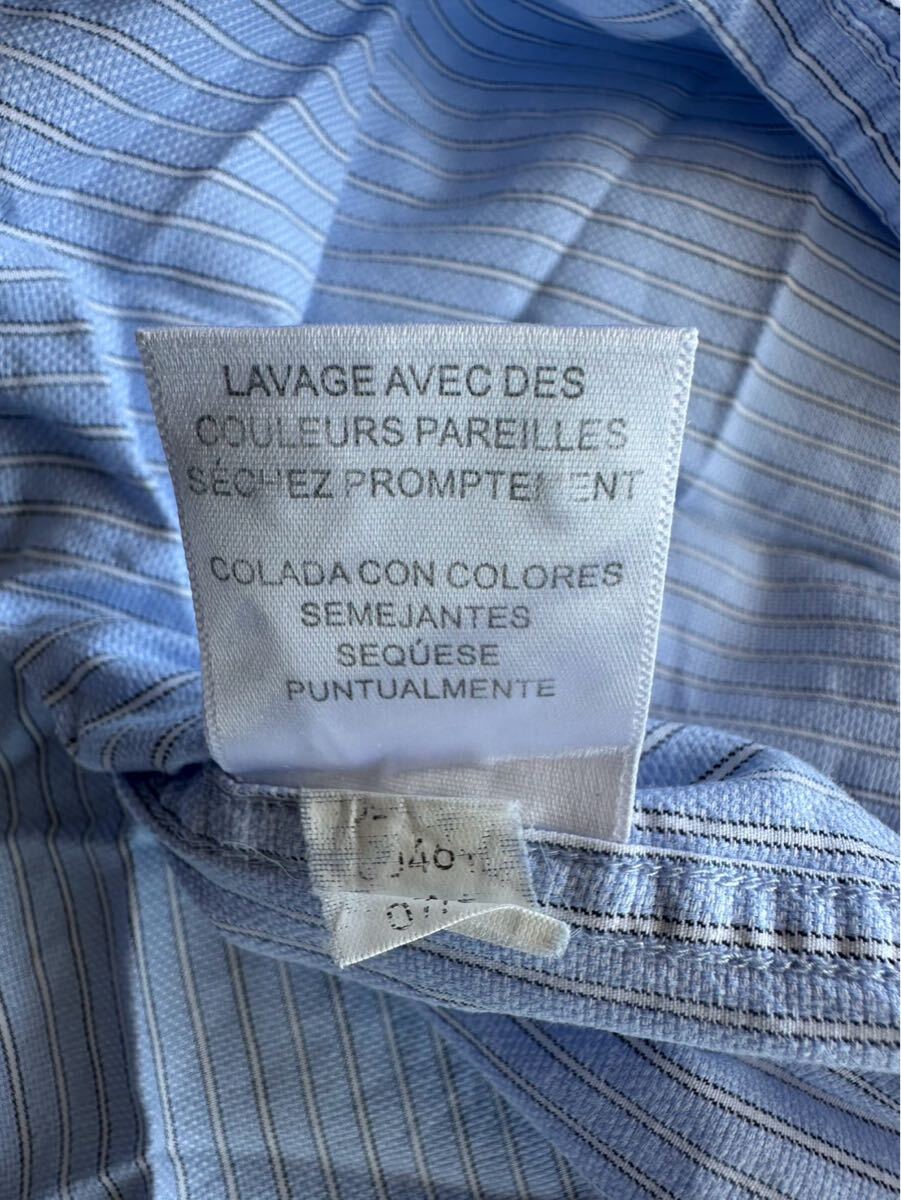 LAVAGE AVEC DES
COULEURS PAREILLES
SÉCHEZ PROMPTEMENT
COLADA CON COLORES
SEMEJANTES
SEQÚESE
PUNTUALMENTE